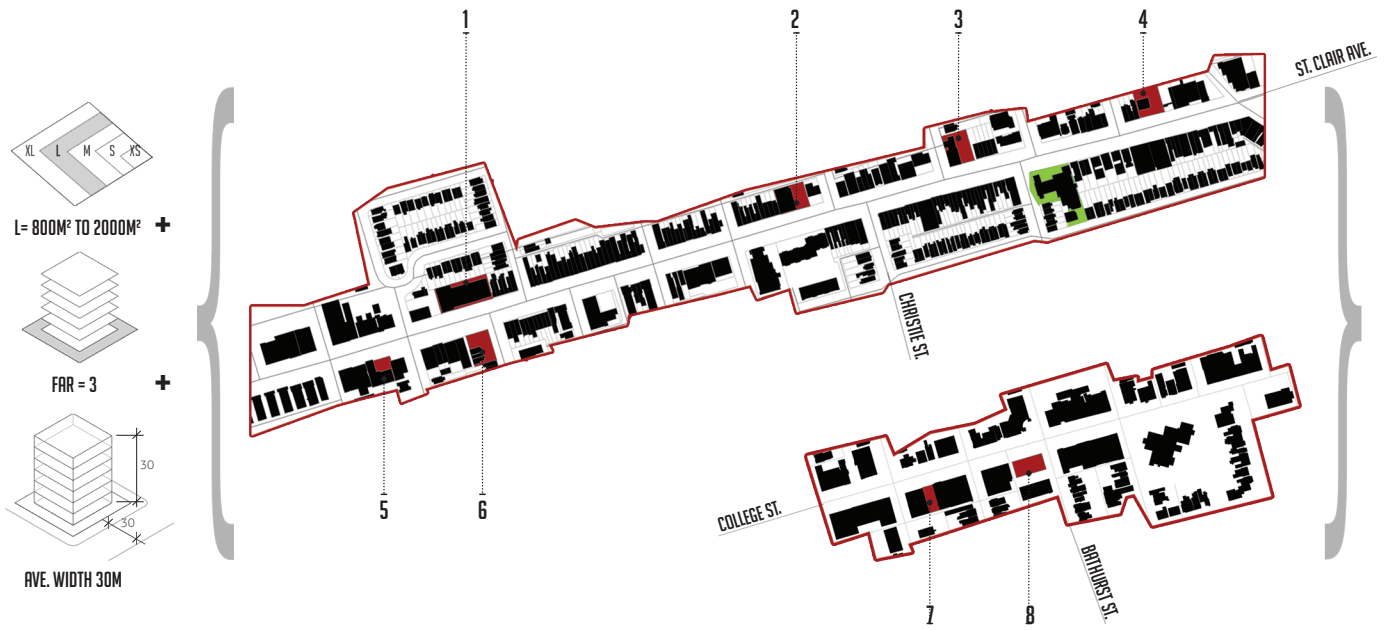 1
2
3
4
ST. CLAIR AVE.
XL L M S XS
L= 800M² TO 2000M² +
FAR = 3 +
30
30
AVE. WIDTH 30M
CHRISTIE ST.
5
6
COLLEGE ST.
BATHURST ST.
7
8